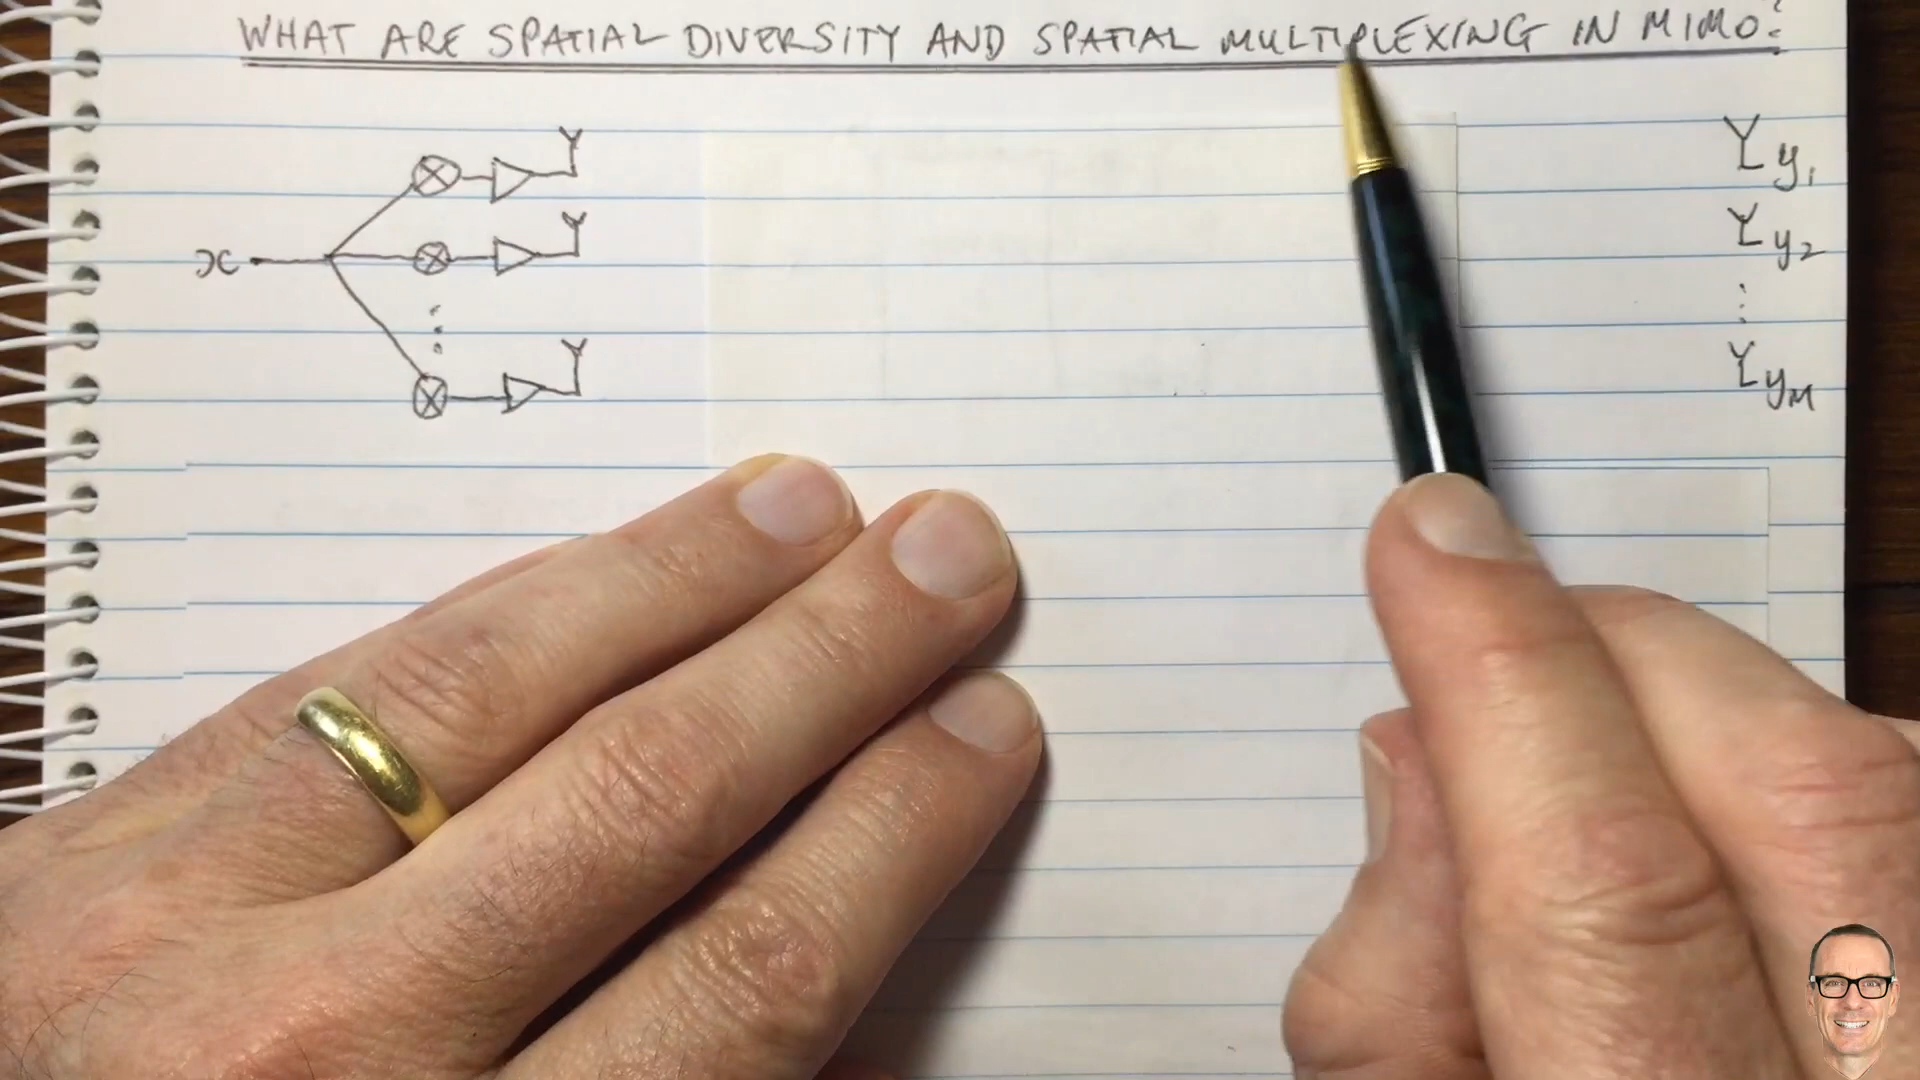 WHAT ARE SPATIAL DIVERSITY AND SPATIAL MULTIPLEXING IN MIMO?
x
y1
y2
yM